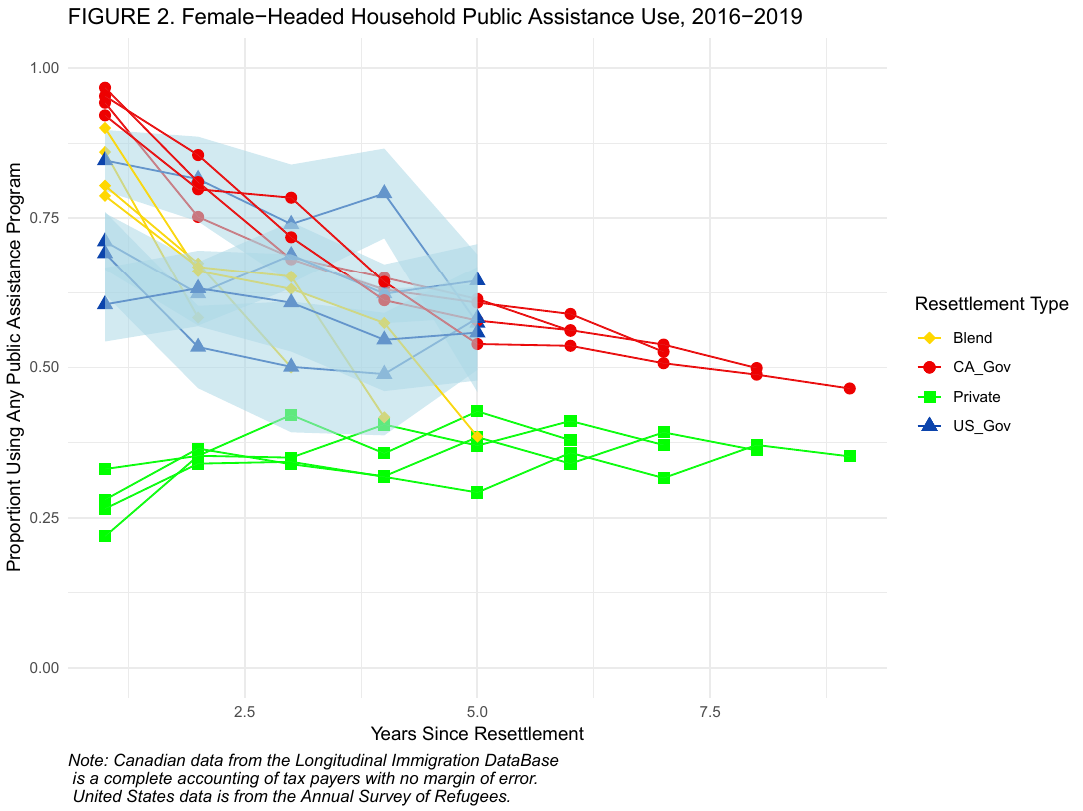 FIGURE 2. Female−Headed Household Public Assistance Use, 2016−2019
Proportiont Using Any Public Assistance Program
1.00
0.75
0.50
0.25
0.00
2.5
5.0
7.5
Years Since Resettlement
Resettlement Type
Blend
CA_Gov
Private
US_Gov
Note: Canadian data from the Longitudinal Immigration DataBase
is a complete accounting of tax payers with no margin of error.
United States data is from the Annual Survey of Refugees.